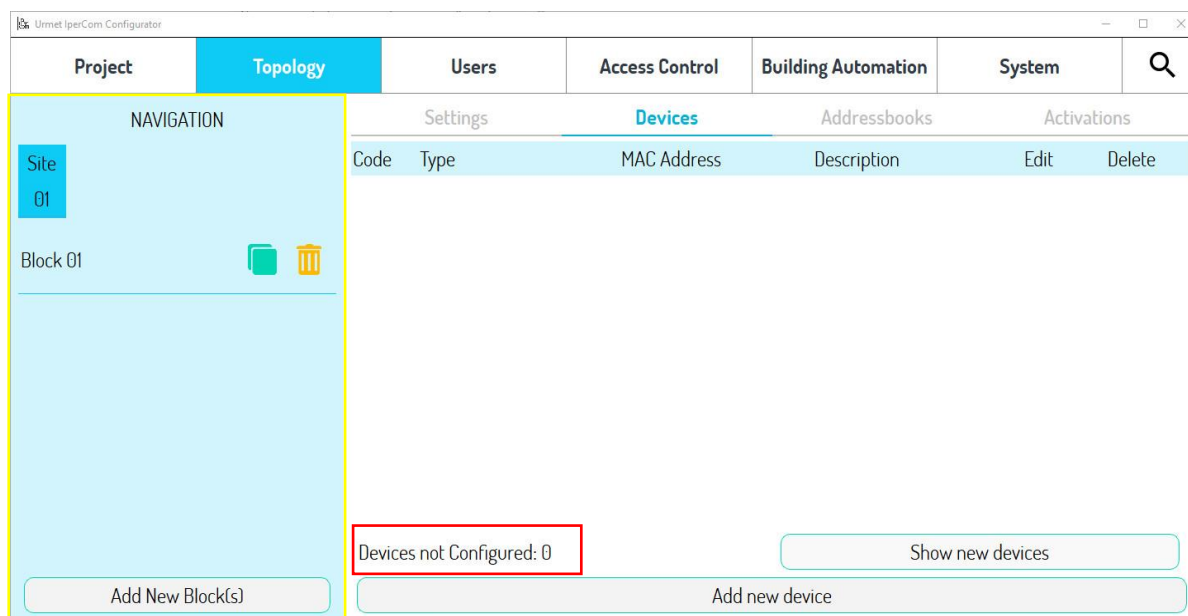 Urmet IperCom Configurator
Project Topology Users Access Control Building Automation System
NAVIGATION
Settings Devices Addressbooks Activations
Site
01
Code Type MAC Address Description Edit Delete
Block 01
Devices not Configured: 0
Show new devices
Add New Block(s)
Add new device